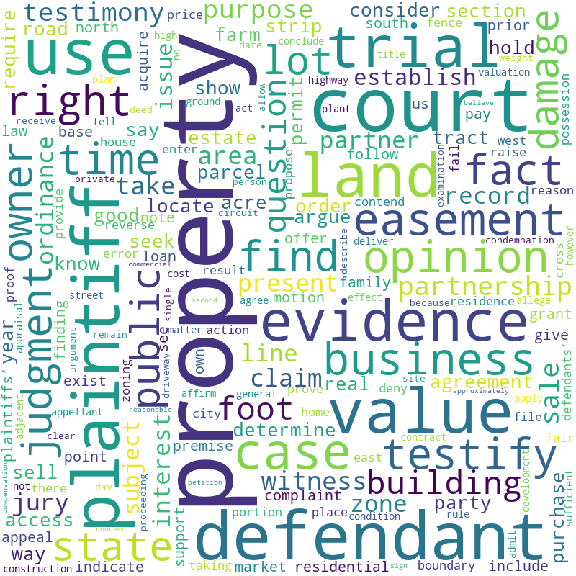 property
plaintiff
defendant
court
trial
land
evidence
value
use
right
time
judgment
owner
ordinance
public
state
business
opinion
find
case
testify
easement
fact
building
lot
question
damage
foot
partnership
partner
establish
record
present
claim
witness
zone
party
jury
sale
purchase
testimony
purpose
consider
section
require
road
north
price
strip
farm
issue
acquire
show
south
fence
prior
hold
highway
title
weight
conclude
date
no
plan
high
deed
receive
tell
ground
allow
act
permit
plant
us
valuation
believe
pay
possession
law
base
say
estate
house
enter
private
person
area
follow
tract
west
raise
examination
fail
reason
take
parcel
propose
contend
locate
acre
order
argue
good
note
reverse
provide
know
error
loan
circuit
seek
offer
deliver
describe
condemnation
cross
however
commercial
cost
result
motion
family
because
residence
allege
grant
proof
year
appraisal
finding
street
argument
remain
single
second
agree
effect
matter
action
see
own
line
real
agreement
give
plaintiffs'
adjacent
exist
zoning
driveway
affirm
general
prove
deny
site
approximately
defendants'
appellant
reasonable
city
home
contract
apply
file
fair
clear
point
subject
interest
premise
determine
east
development
sell
not
there
day
proceeding
petition
complaint
sufficient
access
compensation
support
portion
place
condition
rule
admit
appeal
way
construction
indicate
taking
market
residential
sign
boundary
include